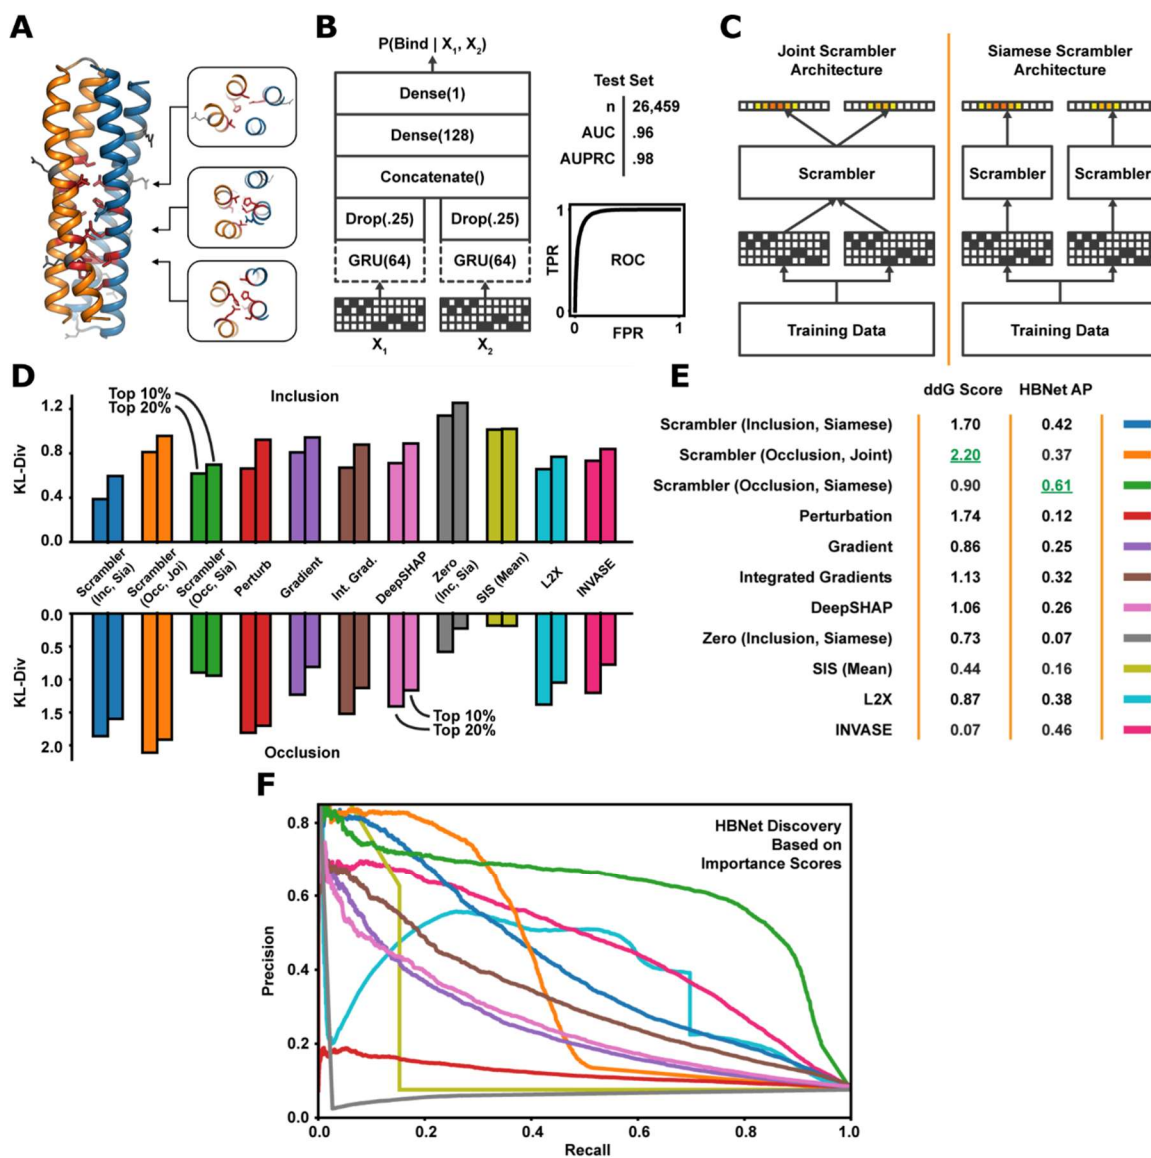 A
B
P(Bind | X1, X2)
Dense(1)
Dense(128)
Concatenate()
Drop(.25) Drop(.25)
GRU(64) GRU(64)
X1 X2
Test Set
n 26,459
AUC .96
AUPRC .98
1
TPR
ROC
0
0 1
FPR
C
Joint Scrambler
Architecture
Scrambler
Training Data
Siamese Scrambler
Architecture
Scrambler Scrambler
Training Data
D
Top 10%
Top 20%
Inclusion
KL-Div
1.2
0.8
0.4
0.0
Scrambler
(Inc, Sia)
Scrambler
(Occ, Joi)
Scrambler
(Occ, Sia)
Perturb
Gradient
Int. Grad.
DeepSHAP
Zero
(Inc, Sia)
SIS (Mean)
L2X
INVASE
KL-Div
0.0
0.5
1.0
1.5
2.0
Top 10%
Top 20%
Occlusion
E
ddG Score HBNet AP
Scrambler (Inclusion, Siamese) 1.70 0.42
Scrambler (Occlusion, Joint) 2.20 0.37
Scrambler (Occlusion, Siamese) 0.90 0.61
Perturbation 1.74 0.12
Gradient 0.86 0.25
Integrated Gradients 1.13 0.32
DeepSHAP 1.06 0.26
Zero (Inclusion, Siamese) 0.73 0.07
SIS (Mean) 0.44 0.16
L2X 0.87 0.38
INVASE 0.07 0.46
F
HBNet Discovery
Based on
Importance Scores
Precision
0.8
0.6
0.4
0.2
0.0
0.0 0.2 0.4 0.6 0.8 1.0
Recall